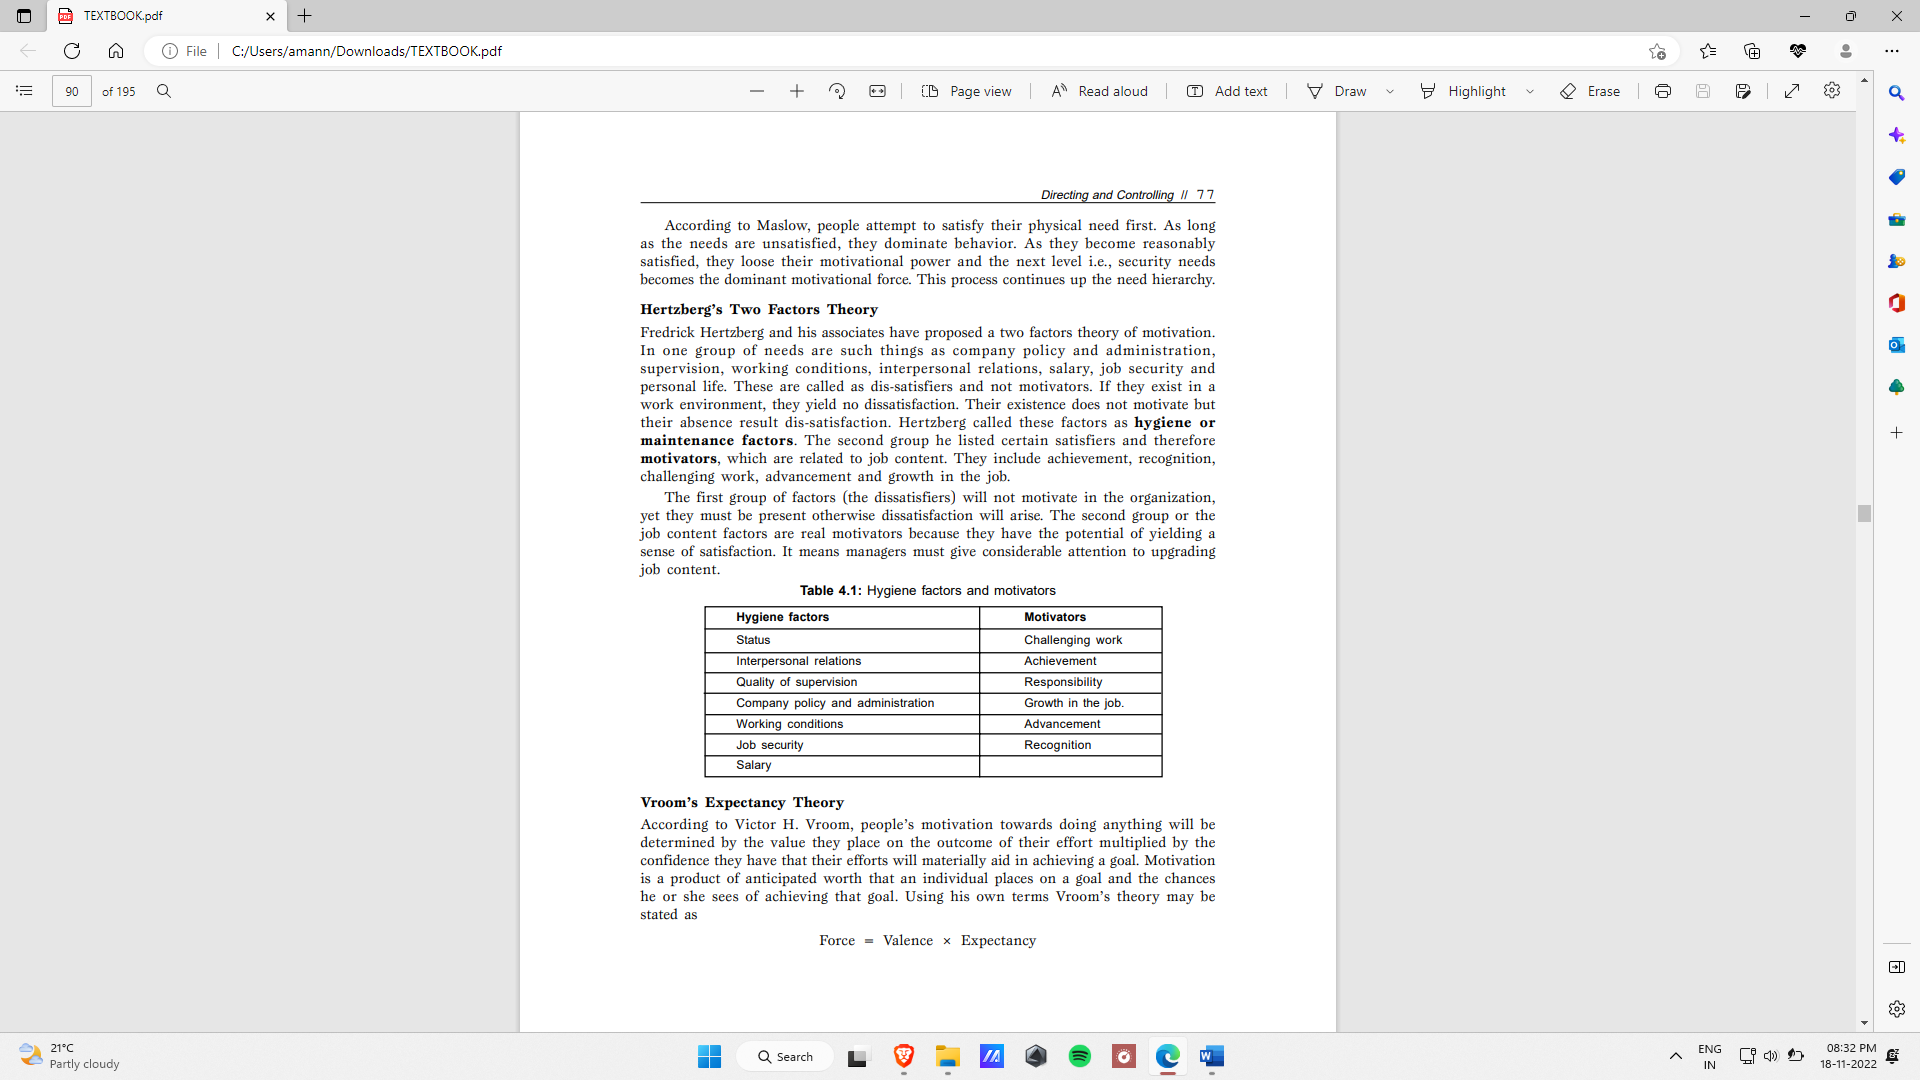 TEXTBOOK.pdf
File C:/Users/amann/Downloads/TEXTBOOK.pdf
90 of 195 Page view Read aloud Add text Draw Highlight Erase
Directing and Controlling // 77
According to Maslow, people attempt to satisfy their physical need first. As long
as the needs are unsatisfied, they dominate behavior. As they become reasonably
satisfied, they loose their motivational power and the next level i.e., security needs
becomes the dominant motivational force. This process continues up the need hierarchy.
Hertzberg's Two Factors Theory
Fredrick Hertzberg and his associates have proposed a two factors theory of motivation.
In one group of needs are such things as company policy and administration,
supervision, working conditions, interpersonal relations, salary, job security and
personal life. These are called as dis-satisfiers and not motivators. If they exist in a
work environment, they yield no dissatisfaction. Their existence does not motivate but
their absence result dis-satisfaction. Hertzberg called these factors as hygiene or
maintenance factors. The second group he listed certain satisfiers and therefore
motivators, which are related to job content. They include achievement, recognition,
challenging work, advancement and growth in the job.
The first group of factors (the dissatisfiers) will not motivate in the organization,
yet they must be present otherwise dissatisfaction will arise. The second group or the
job content factors are real motivators because they have the potential of yielding a
sense of satisfaction. It means managers must give considerable attention to upgrading
job content.
Table 4.1: Hygiene factors and motivators
Hygiene factors Motivators
Status Challenging work
Interpersonal relations Achievement
Quality of supervision Responsibility
Company policy and administration Growth in the job.
Working conditions Advancement
Job security Recognition
Salary
Vroom's Expectancy Theory
According to Victor H. Vroom, people's motivation towards doing anything will be
determined by the value they place on the outcome of their effort multiplied by the
confidence they have that their efforts will materially aid in achieving a goal. Motivation
is a product of anticipated worth that an individual places on a goal and the chances
he or she sees of achieving that goal. Using his own terms Vroom's theory may be
stated as
Force = Valence × Expectancy
21°C
Partly cloudy
Search
ENG
IN
08:32 PM
18-11-2022